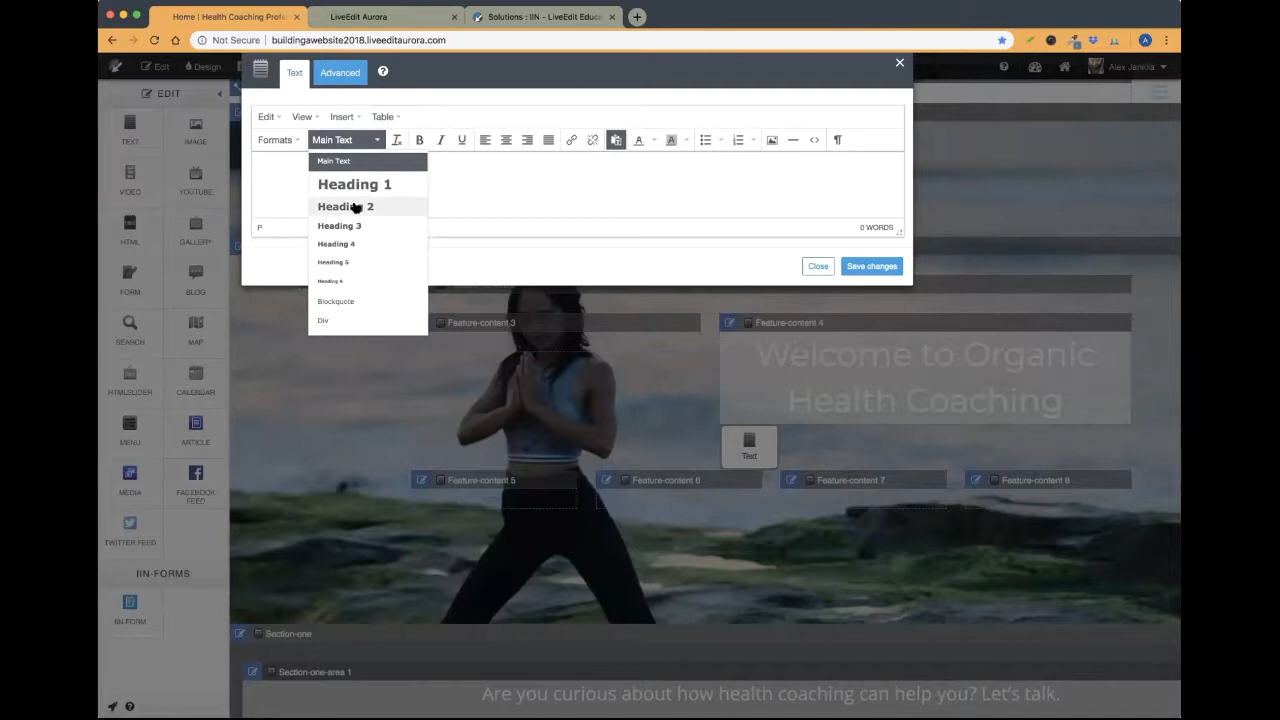 Home | Health Coaching Profes
LiveEdit Aurora
Solutions : IIN - LiveEdit Educa
Not Secure | buildingawebsite2018.liveeditaurora.com
Edit
Design
Alex Jankila
Text
Advanced
EDIT
TEXT
IMAGE
VIDEO
YOUTUBE
HTML
GALLERY
FORM
BLOG
SEARCH
MAP
HTMLSLIDER
CALENDAR
MENU
ARTICLE
MEDIA
FACEBOOK FEED
TWITTER FEED
IIN-FORMS
IIN-FORM
Edit View Insert Table
Formats Main Text
Main Text
Heading 1
Heading 2
Heading 3
Heading 4
Heading 5
Heading 6
Blockquote
Div
P
0 WORDS
Close
Save changes
Feature-content 3
Feature-content 4
Welcome to Organic
Health Coaching
Text
Feature-content 5
Feature-content 6
Feature-content 7
Feature-content 8
Section-one
Section-one-area 1
Are you curious about how health coaching can help you? Let's talk.